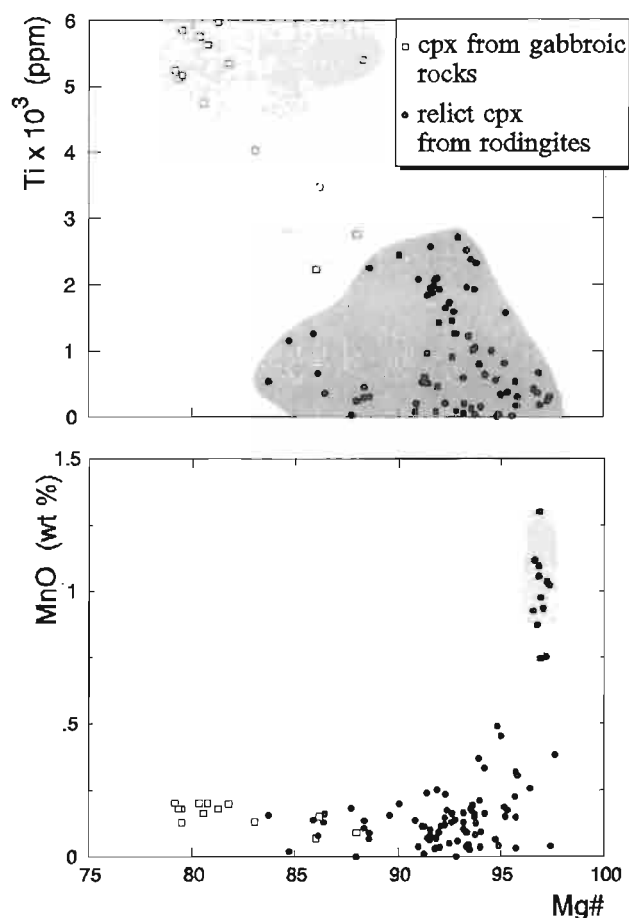 6
5
4
3
2
1
0
Ti x 10³ (ppm)
cpx from gabbroic
rocks
relict cpx
from rodingites
1.5
1
.5
0
MnO (wt %)
75
80
85
90
95
100
Mg#